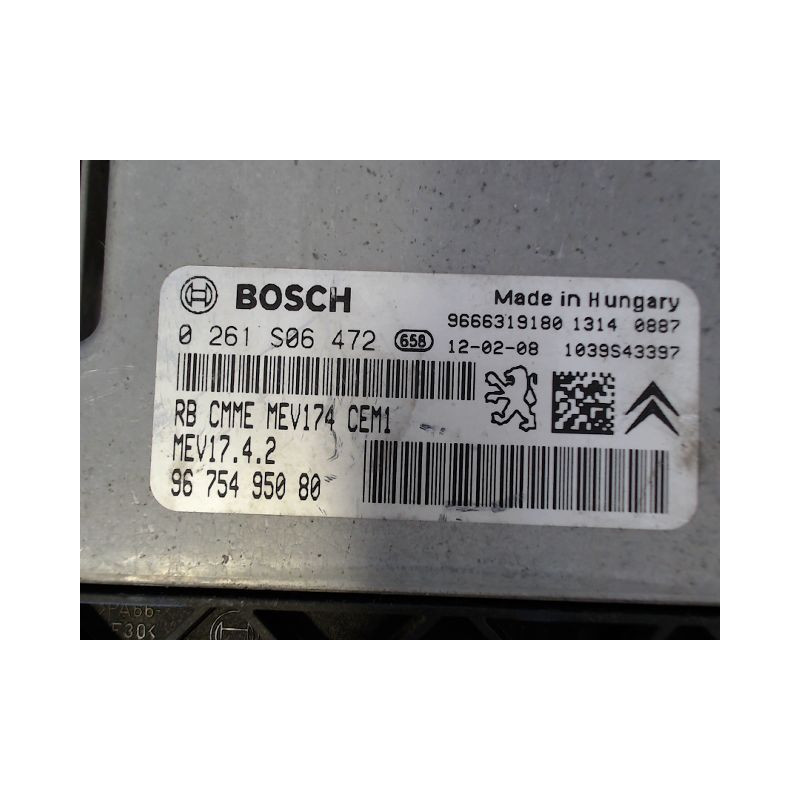 BOSCH Made in Hungary
9666319180 1314 0887
0 261 S06 472 658 12-02-08 1039S43397
RB CMME MEV174 CEM1
MEV17.4.2
96 754 950 80